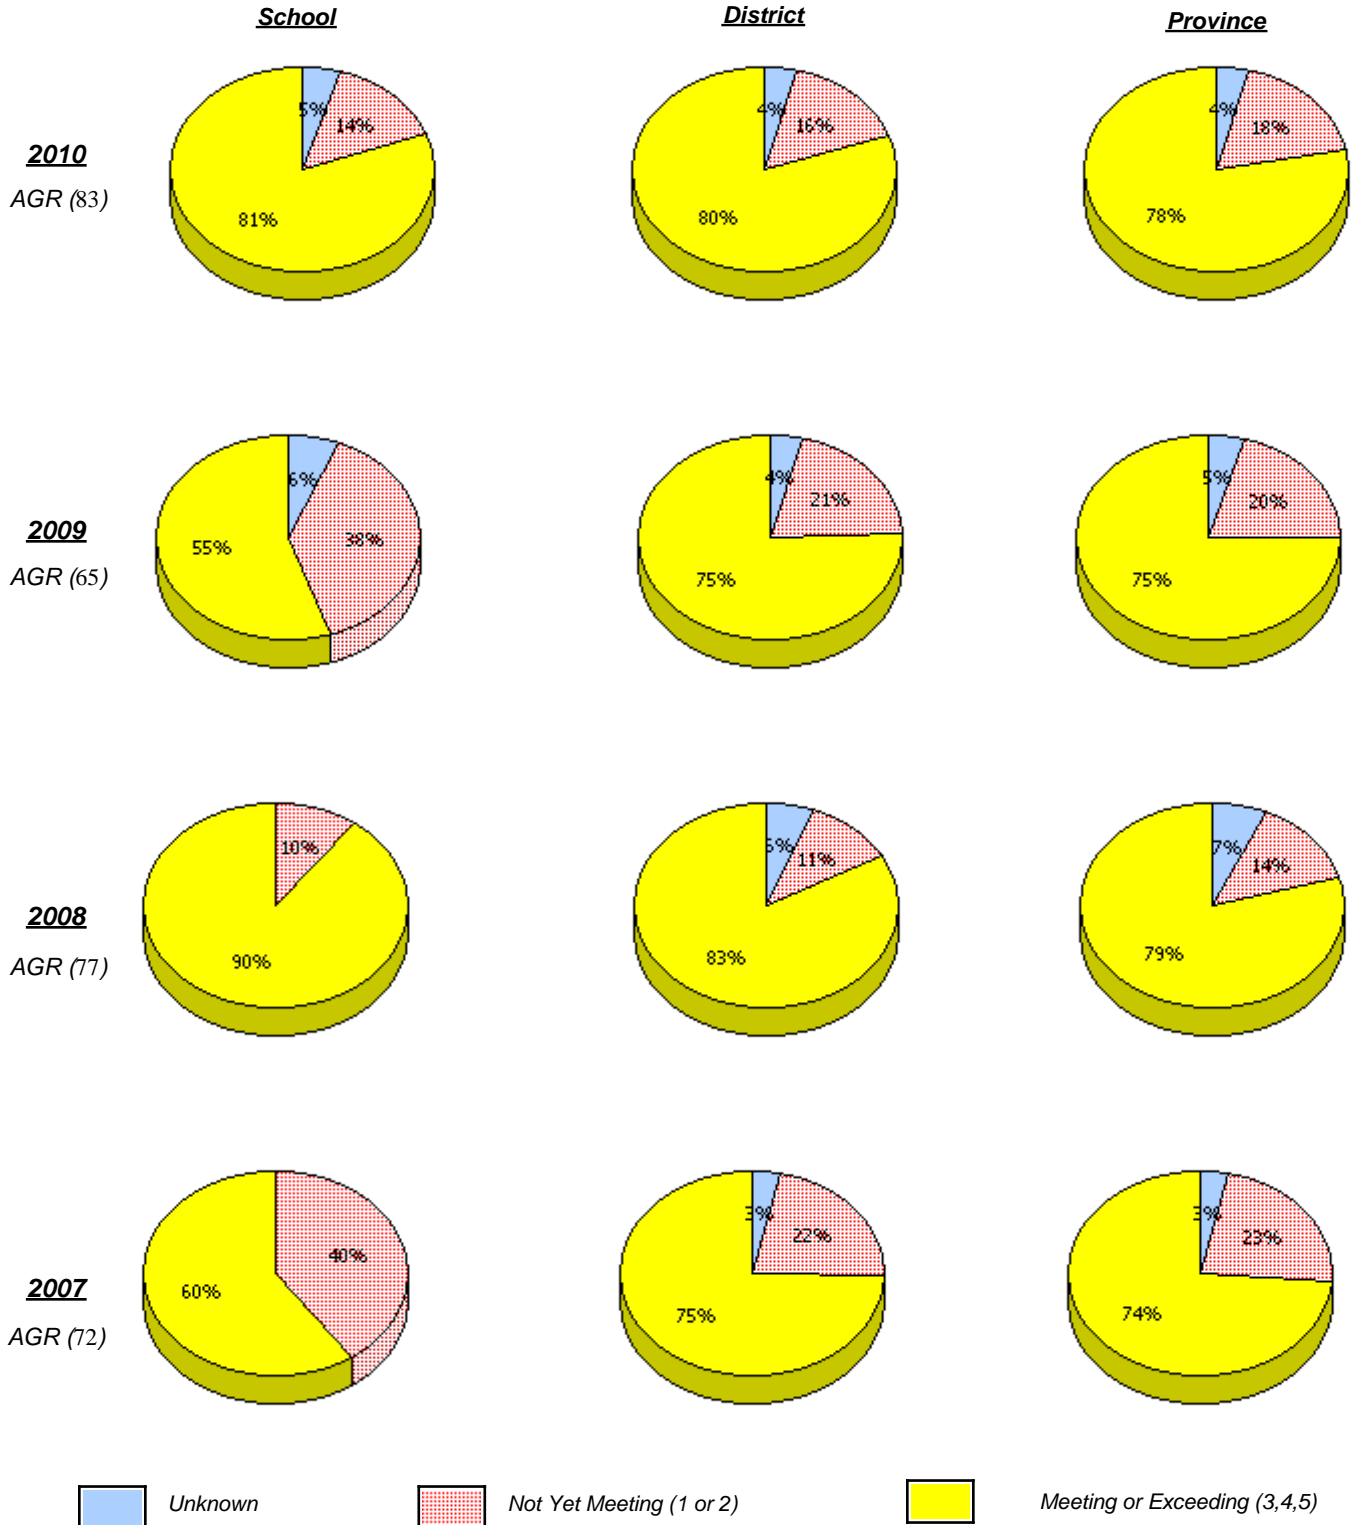 School District Province
5% 14% 81%
4% 16% 80%
4% 18% 78%
2010
AGR (83)
6% 38% 55%
4% 21% 75%
5% 20% 75%
2009
AGR (65)
10% 90%
11% 83%
7% 14% 79%
2008
AGR (77)
40% 60%
3% 22% 75%
3% 23% 74%
2007
AGR (72)
Unknown Not Yet Meeting (1 or 2) Meeting or Exceeding (3,4,5)